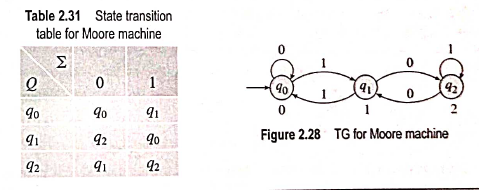 Table 2.31 State transition
table for Moore machine
Σ
Q 0 1
q0 q0 q1
q1 q2 q0
q2 q1 q2
0 1 0 1
q0 q1 q2
1 0
0 1 2
Figure 2.28 TG for Moore machine